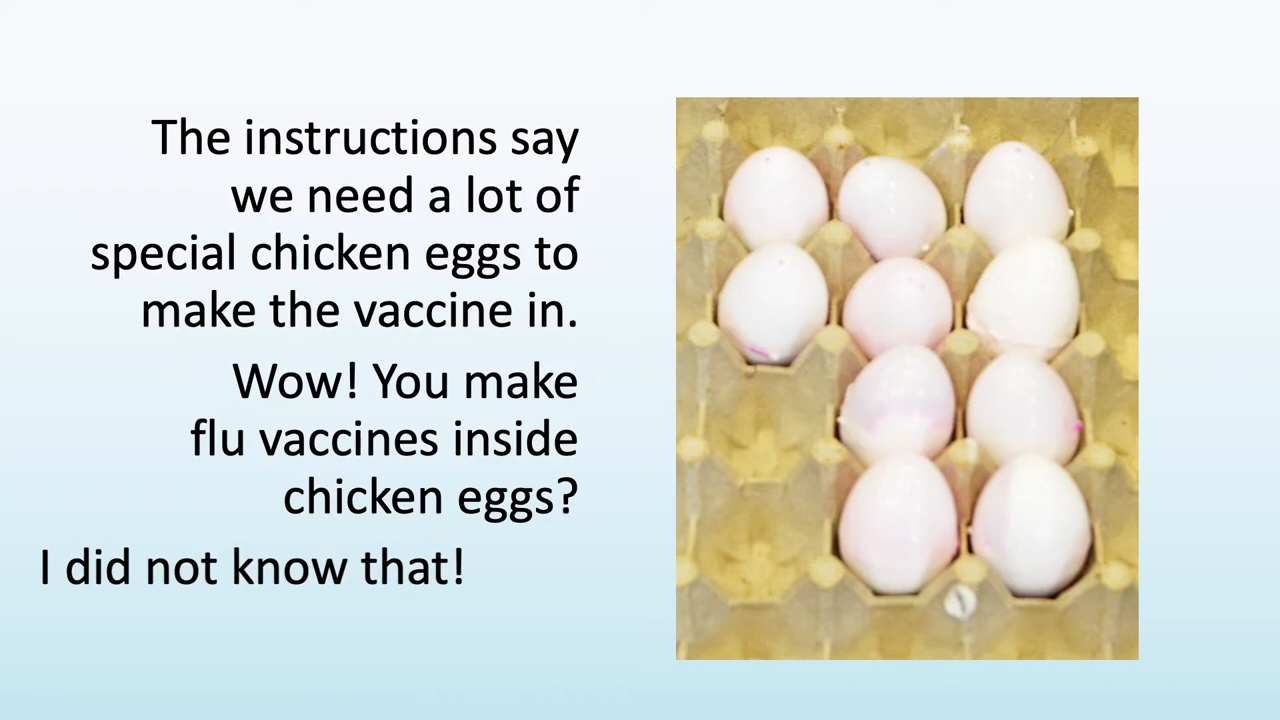 The instructions say
we need a lot of
special chicken eggs to
make the vaccine in.
Wow! You make
flu vaccines inside
chicken eggs?
I did not know that!